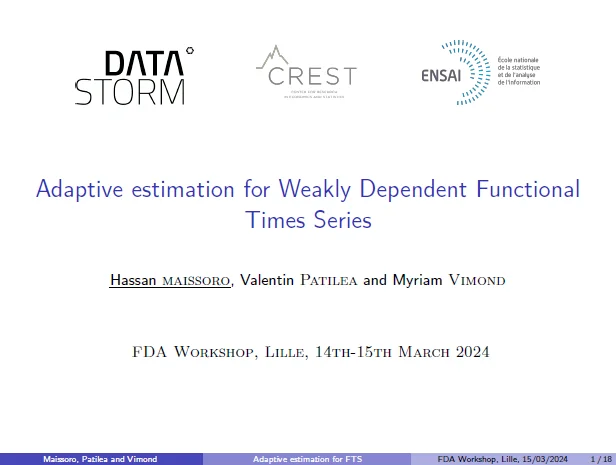 DATA
STORM
CREST
CENTER FOR RESEARCH
IN ECONOMICS AND STATISTICS
ENSAI
École nationale
de la statistique
et de l'analyse
de l'information
Adaptive estimation for Weakly Dependent Functional
Times Series
Hassan MAISSORO, Valentin PATILEA and Myriam VIMOND
FDA WORKSHOP, LILLE, 14TH-15TH MARCH 2024
Maissoro, Patilea and Vimond
Adaptive estimation for FTS
FDA Workshop, Lille, 15/03/2024
1 / 18